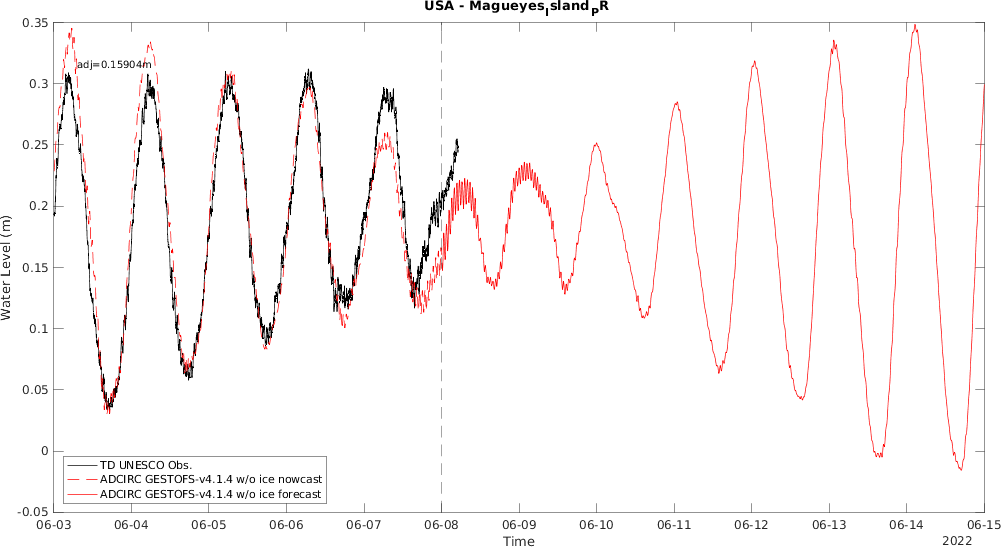 USA - Magueyes_Island_PR
0.35
adj=0.15904m
0.3
0.25
0.2
Water Level (m)
0.15
0.1
0.05
0
-0.05
TD UNESCO Obs.
ADCIRC GESTOFS-v4.1.4 w/o ice nowcast
ADCIRC GESTOFS-v4.1.4 w/o ice forecast
06-03 06-04 06-05 06-06 06-07 06-08 06-09 06-10 06-11 06-12 06-13 06-14 06-15
Time
2022